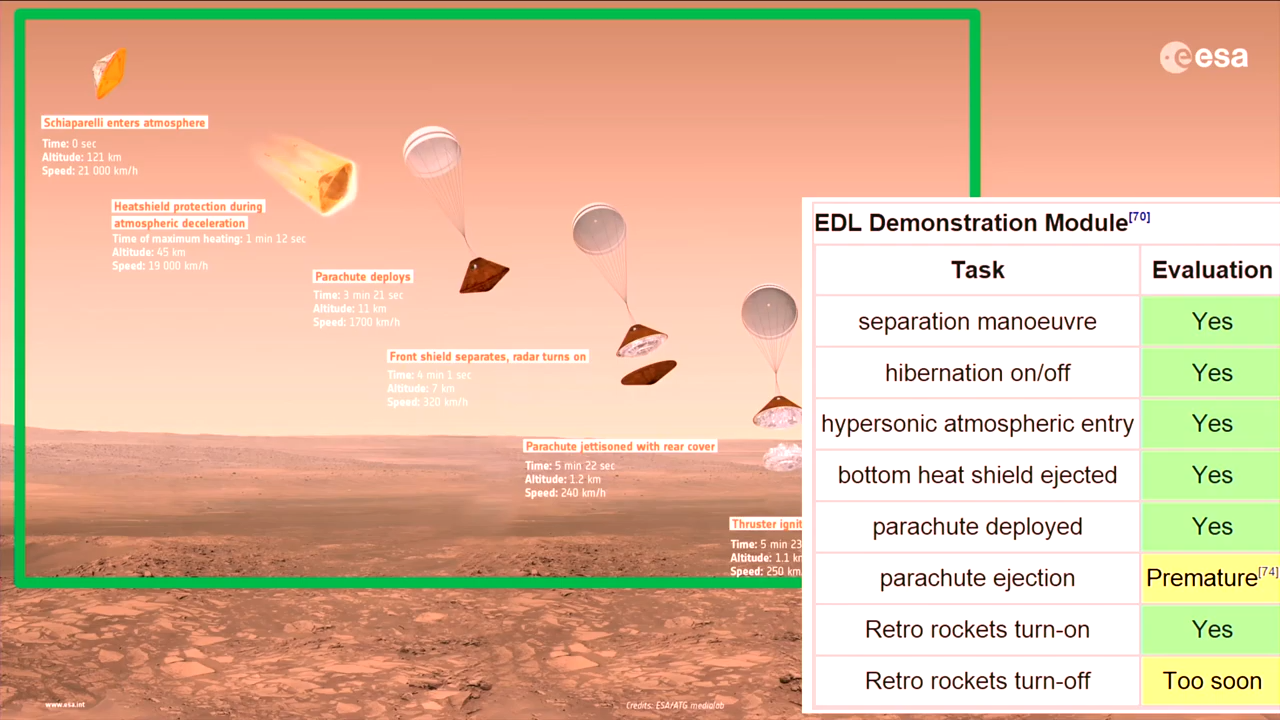 esa
Schiaparelli enters atmosphere
Time: 0 sec
Altitude: 121 km
Speed: 21 000 km/h
Heatshield protection during
atmospheric deceleration
Time of maximum heating: 1 min 12 sec
Altitude: 45 km
Speed: 19 000 km/h
Parachute deploys
Time: 3 min 21 sec
Altitude: 11 km
Speed: 1700 km/h
Front shield separates, radar turns on
Time: 4 min 1 sec
Altitude: 7 km
Speed: 320 km/h
Parachute jettisoned with rear cover
Time: 5 min 22 sec
Altitude: 1.2 km
Speed: 240 km/h
Thruster ignit
Time: 5 min 23
Altitude: 1.1 k
Speed: 250 km
EDL Demonstration Module[70]
Task Evaluation
separation manoeuvre Yes
hibernation on/off Yes
hypersonic atmospheric entry Yes
bottom heat shield ejected Yes
parachute deployed Yes
parachute ejection Premature[74]
Retro rockets turn-on Yes
Retro rockets turn-off Too soon
www.esa.int
Credits: ESA/ATG medialab